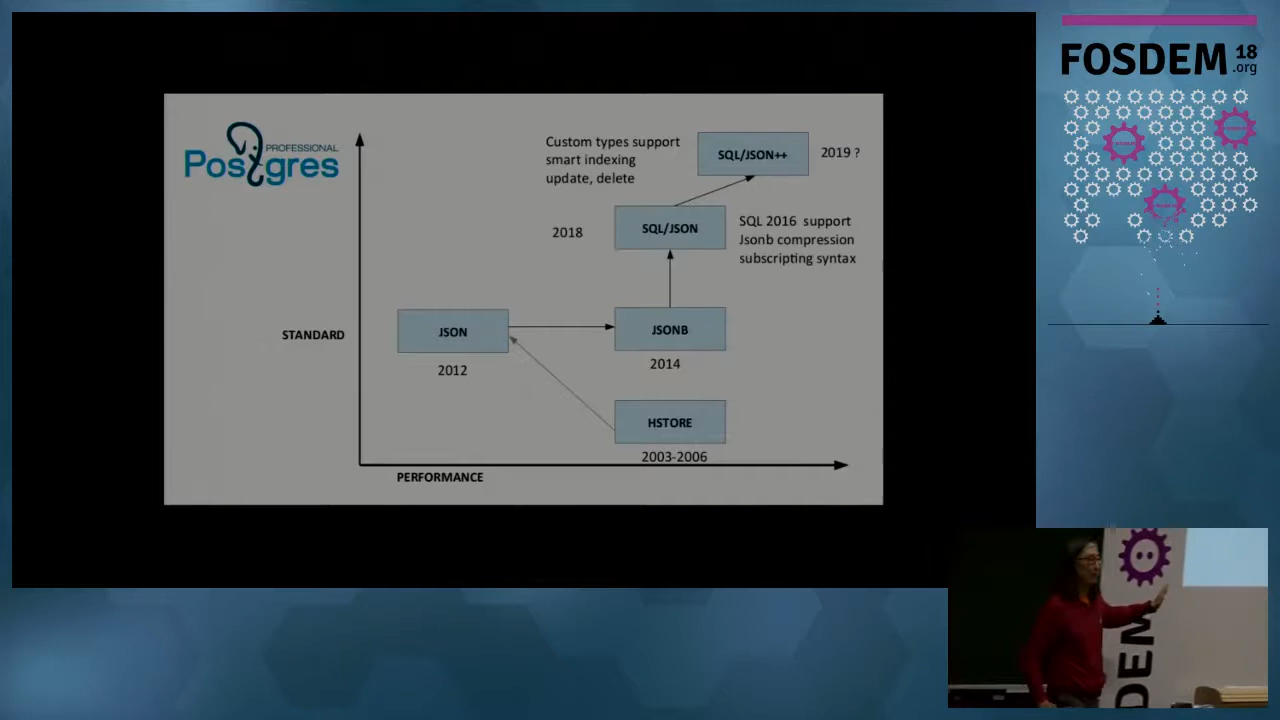 FOSDEM 18
.org
PROFESSIONAL
Postgres
Custom types support
smart indexing
update, delete
SQL/JSON++
2019 ?
2018
SQL/JSON
SQL 2016 support
Jsonb compression
subscripting syntax
STANDARD
JSON
2012
JSONB
2014
HSTORE
2003-2006
PERFORMANCE
DEM